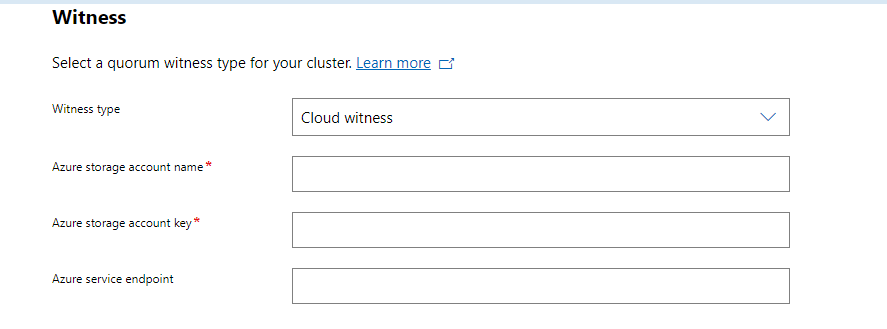 Witness
Select a quorum witness type for your cluster. Learn more
Witness type
Cloud witness
Azure storage account name*
Azure storage account key*
Azure service endpoint